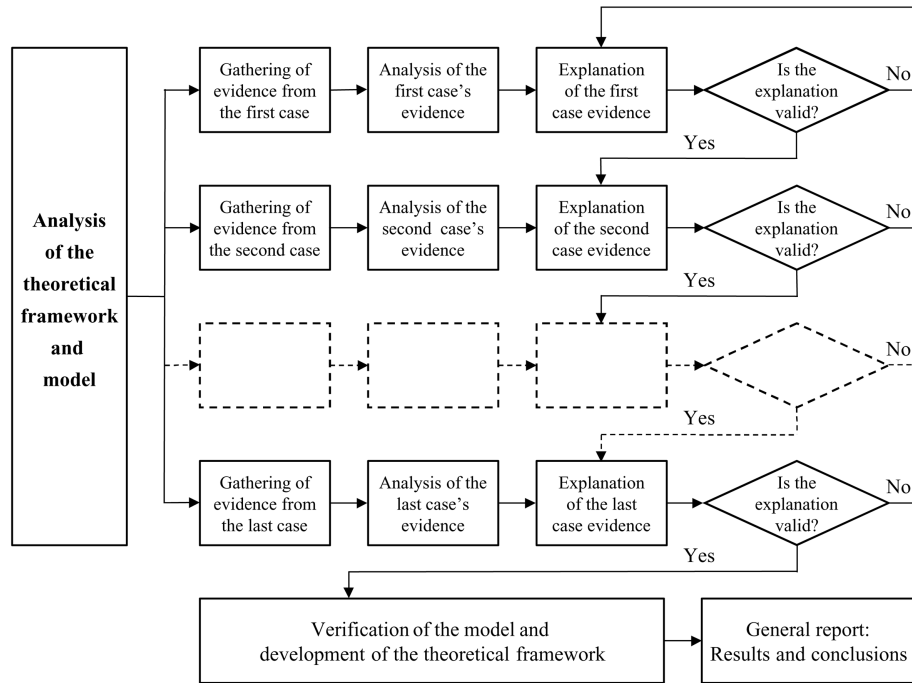 Analysis
of the
theoretical
framework
and
model
Gathering of
evidence from
the first case
Analysis of the
first case's
evidence
Explanation
of the first
case evidence
Is the
explanation
valid?
No
Yes
Gathering of
evidence from
the second case
Analysis of the
second case's
evidence
Explanation
of the second
case evidence
Is the
explanation
valid?
No
Yes
No
Yes
Gathering of
evidence from
the last case
Analysis of the
last case's
evidence
Explanation
of the last
case evidence
Is the
explanation
valid?
No
Yes
Verification of the model and
development of the theoretical framework
General report:
Results and conclusions